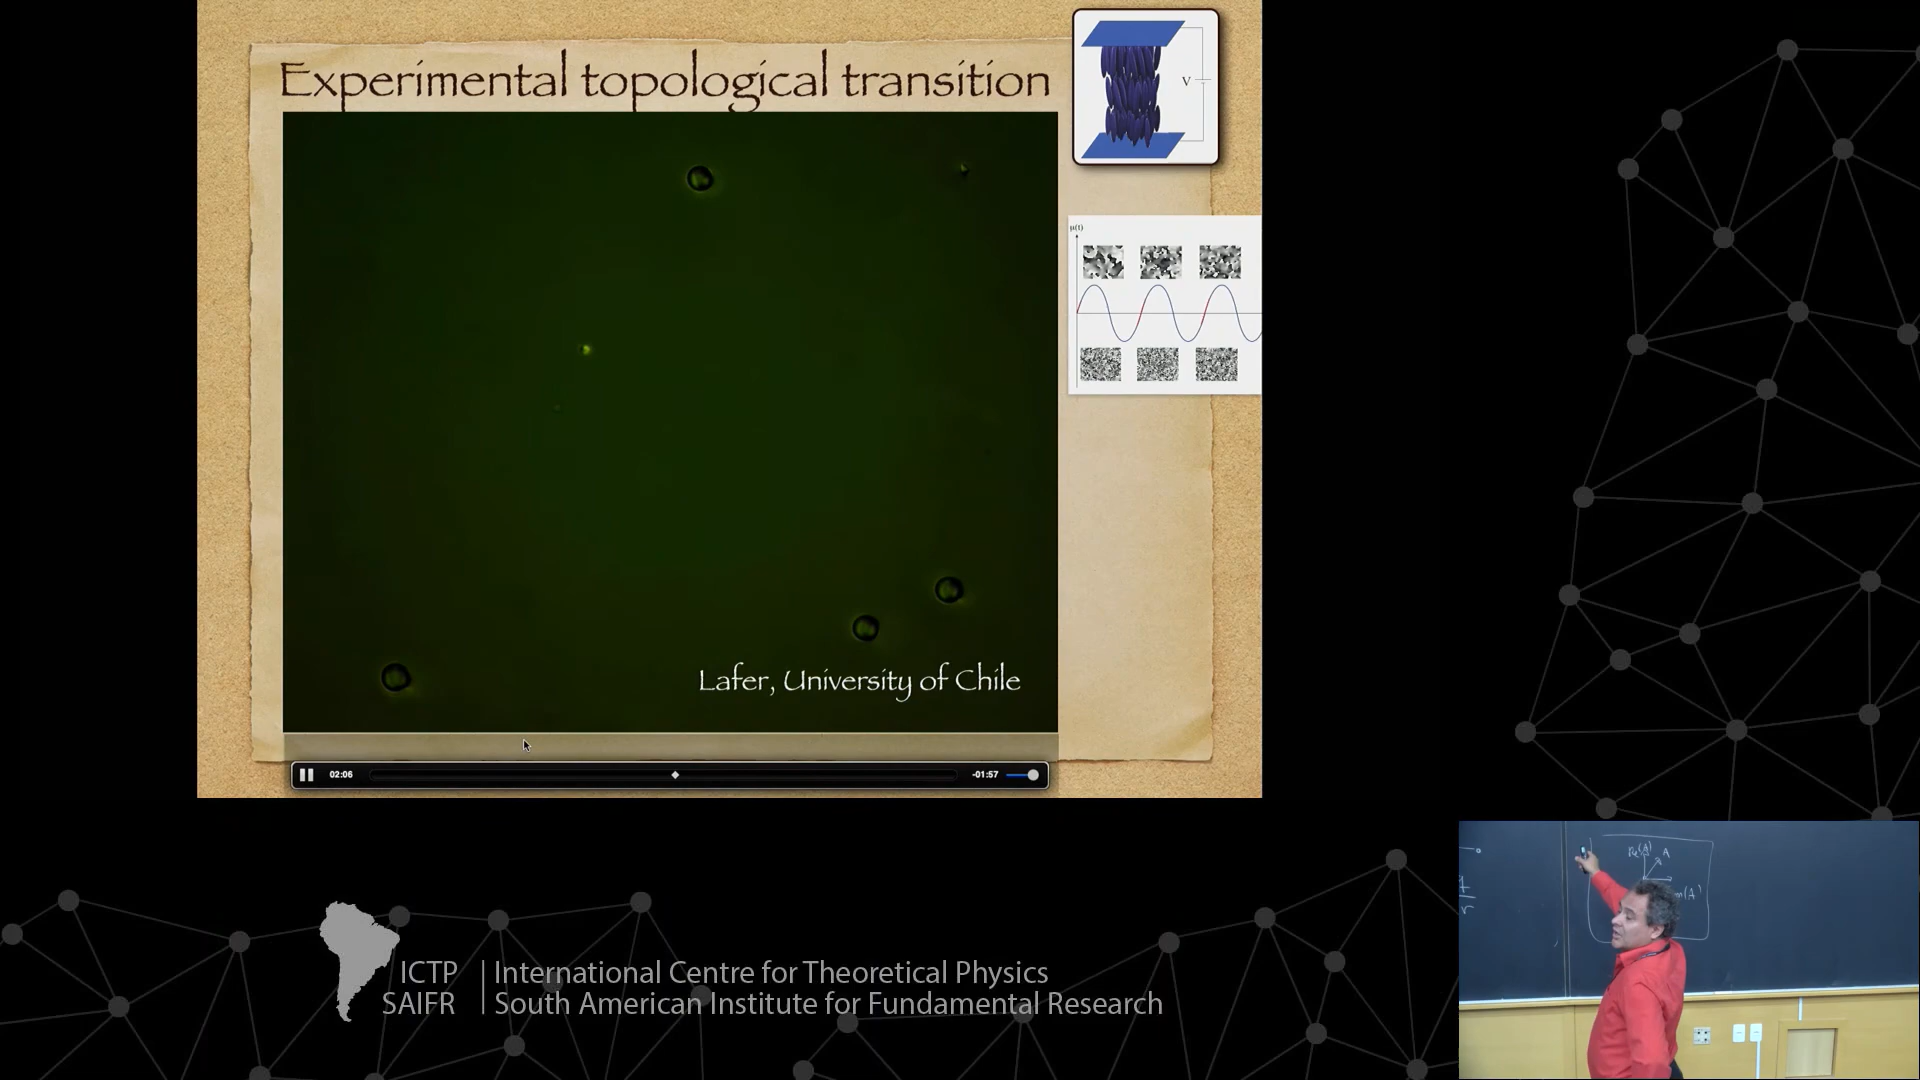 Experimental topological transition
V
μ(t)
Lafer, University of Chile
02:06
-01:57
Re(A)
A
m(A)
ICTP
SAIFR
International Centre for Theoretical Physics
South American Institute for Fundamental Research